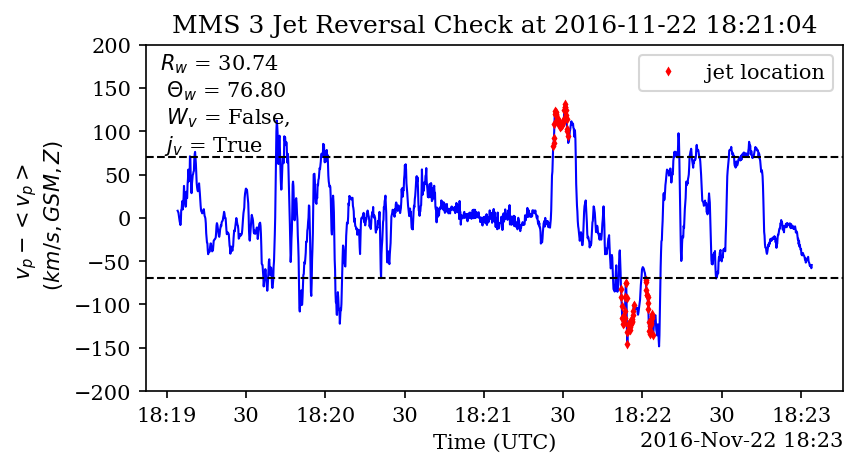 MMS 3 Jet Reversal Check at 2016-11-22 18:21:04
R_w = 30.74
Θ_w = 76.80
W_v = False,
j_v = True
jet location
v_p − < v_p >
(km/s, GSM, Z)
200
150
100
50
0
−50
−100
−150
−200
18:19 30 18:20 30 18:21 30 18:22 30 18:23
Time (UTC)
2016-Nov-22 18:23